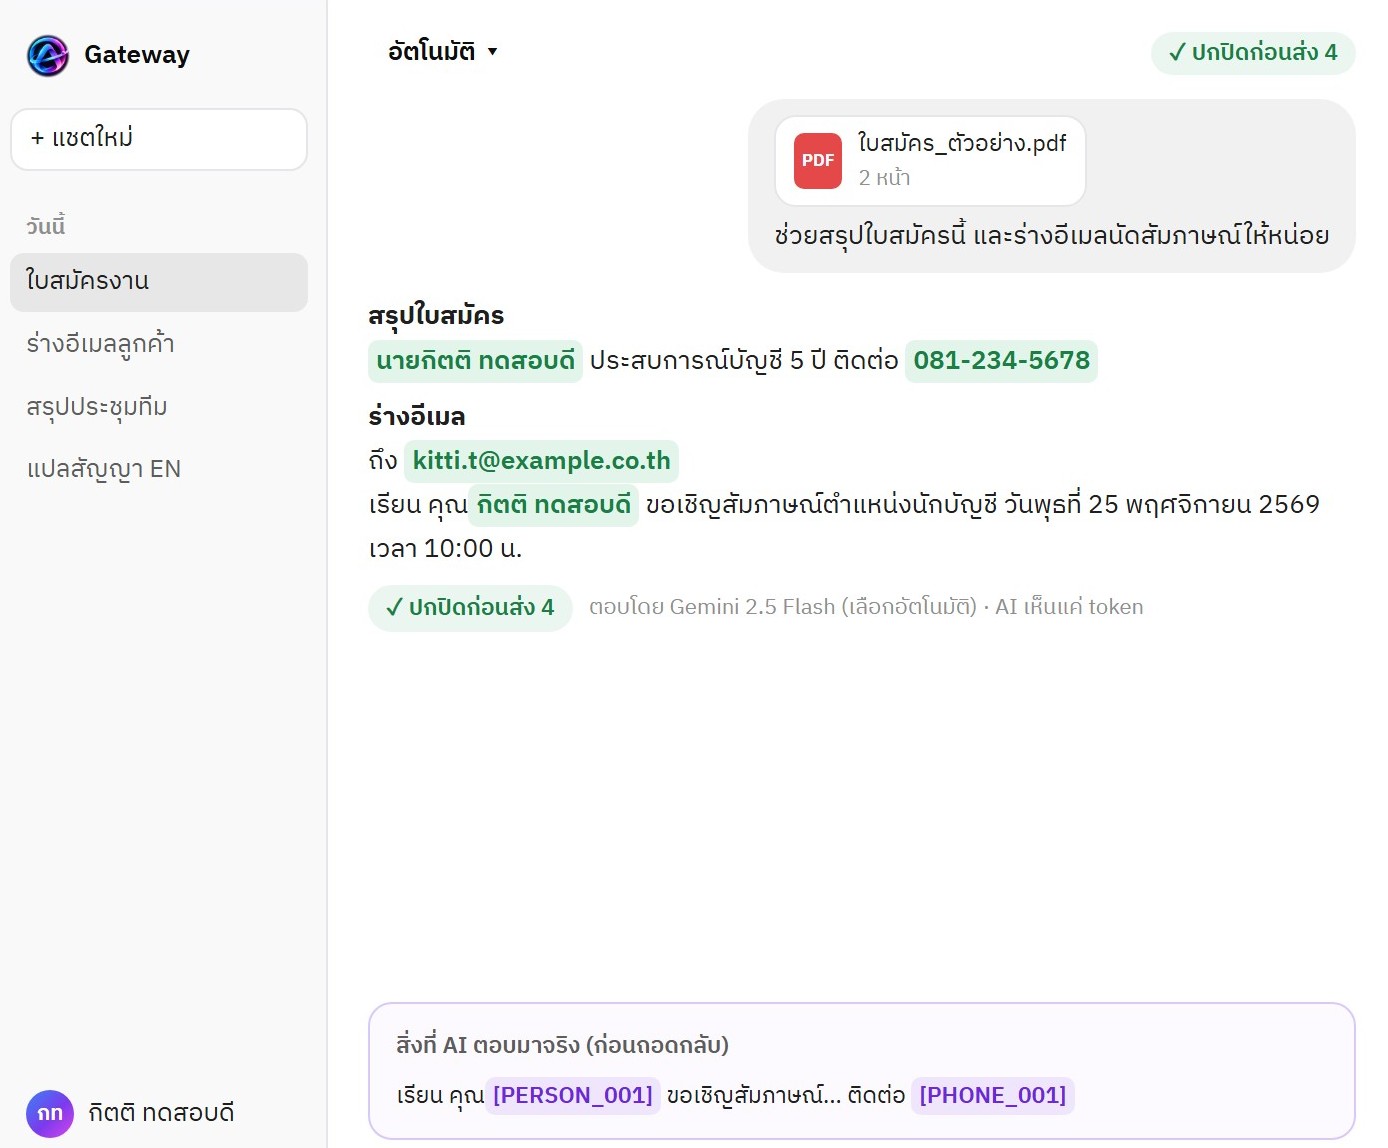 Gateway
+ แชตใหม่
วันนี้
ใบสมัครงาน
ร่างอีเมลลูกค้า
สรุปประชุมทีม
แปลสัญญา EN
กท กิตติ ทดสอบดี
อัตโนมัติ ▼
✓ ปกปิดก่อนส่ง 4
PDF
ใบสมัคร_ตัวอย่าง.pdf
2 หน้า
ช่วยสรุปใบสมัครนี้ และร่างอีเมลนัดสัมภาษณ์ให้หน่อย
สรุปใบสมัคร
นายกิตติ ทดสอบดี ประสบการณ์บัญชี 5 ปี ติดต่อ 081-234-5678
ร่างอีเมล
ถึง kitti.t@example.co.th
เรียน คุณกิตติ ทดสอบดี ขอเชิญสัมภาษณ์ตำแหน่งนักบัญชี วันพุธที่ 25 พฤศจิกายน 2569
เวลา 10:00 น.
✓ ปกปิดก่อนส่ง 4 ตอบโดย Gemini 2.5 Flash (เลือกอัตโนมัติ) · AI เห็นแค่ token
สิ่งที่ AI ตอบมาจริง (ก่อนถอดกลับ)
เรียน คุณ[PERSON_001] ขอเชิญสัมภาษณ์... ติดต่อ [PHONE_001]